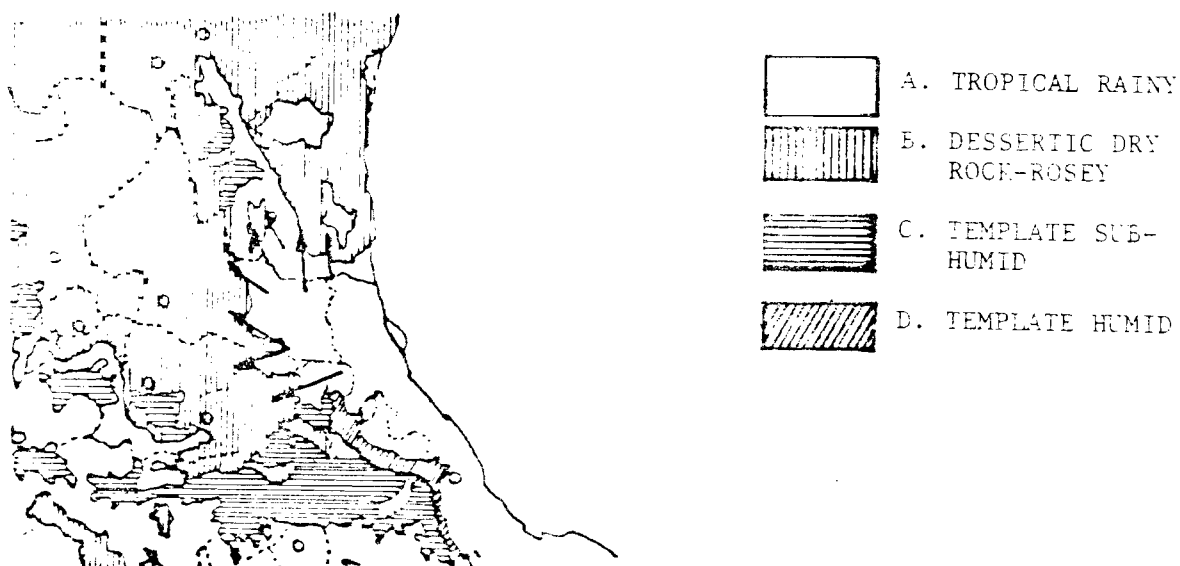 A. TROPICAL RAINY
B. DESSERTIC DRY
ROCK-ROSEY
C. TEMPLATE SUB-
HUMID
D. TEMPLATE HUMID